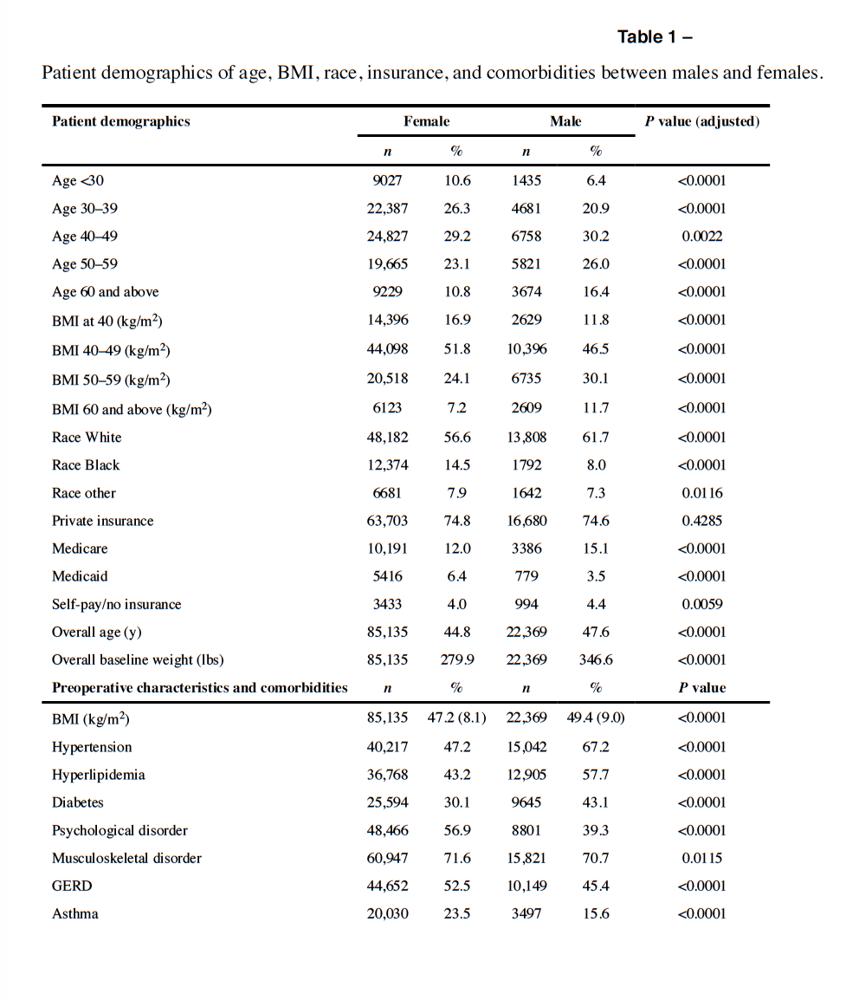 Table 1 –
Patient demographics of age, BMI, race, insurance, and comorbidities between males and females.
Patient demographics Female Male P value (adjusted)
n % n %
Age <30 9027 10.6 1435 6.4 <0.0001
Age 30–39 22,387 26.3 4681 20.9 <0.0001
Age 40–49 24,827 29.2 6758 30.2 0.0022
Age 50–59 19,665 23.1 5821 26.0 <0.0001
Age 60 and above 9229 10.8 3674 16.4 <0.0001
BMI at 40 (kg/m²) 14,396 16.9 2629 11.8 <0.0001
BMI 40–49 (kg/m²) 44,098 51.8 10,396 46.5 <0.0001
BMI 50–59 (kg/m²) 20,518 24.1 6735 30.1 <0.0001
BMI 60 and above (kg/m²) 6123 7.2 2609 11.7 <0.0001
Race White 48,182 56.6 13,808 61.7 <0.0001
Race Black 12,374 14.5 1792 8.0 <0.0001
Race other 6681 7.9 1642 7.3 0.0116
Private insurance 63,703 74.8 16,680 74.6 0.4285
Medicare 10,191 12.0 3386 15.1 <0.0001
Medicaid 5416 6.4 779 3.5 <0.0001
Self-pay/no insurance 3433 4.0 994 4.4 0.0059
Overall age (y) 85,135 44.8 22,369 47.6 <0.0001
Overall baseline weight (lbs) 85,135 279.9 22,369 346.6 <0.0001
Preoperative characteristics and comorbidities n % n % P value
BMI (kg/m²) 85,135 47.2 (8.1) 22,369 49.4 (9.0) <0.0001
Hypertension 40,217 47.2 15,042 67.2 <0.0001
Hyperlipidemia 36,768 43.2 12,905 57.7 <0.0001
Diabetes 25,594 30.1 9645 43.1 <0.0001
Psychological disorder 48,466 56.9 8801 39.3 <0.0001
Musculoskeletal disorder 60,947 71.6 15,821 70.7 0.0115
GERD 44,652 52.5 10,149 45.4 <0.0001
Asthma 20,030 23.5 3497 15.6 <0.0001